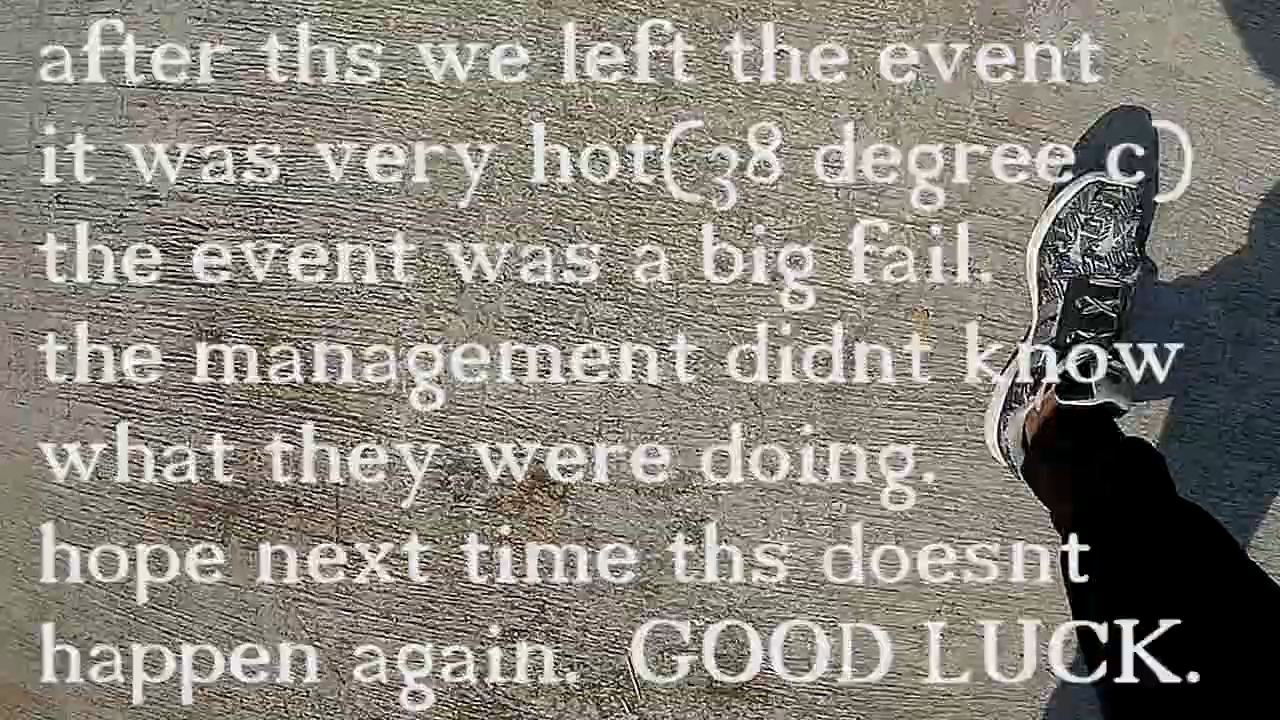 after ths we left the event
it was very hot(38 degree c)
the event was a big fail.
the management didnt know
what they were doing.
hope next time ths doesnt
happen again. GOOD LUCK.